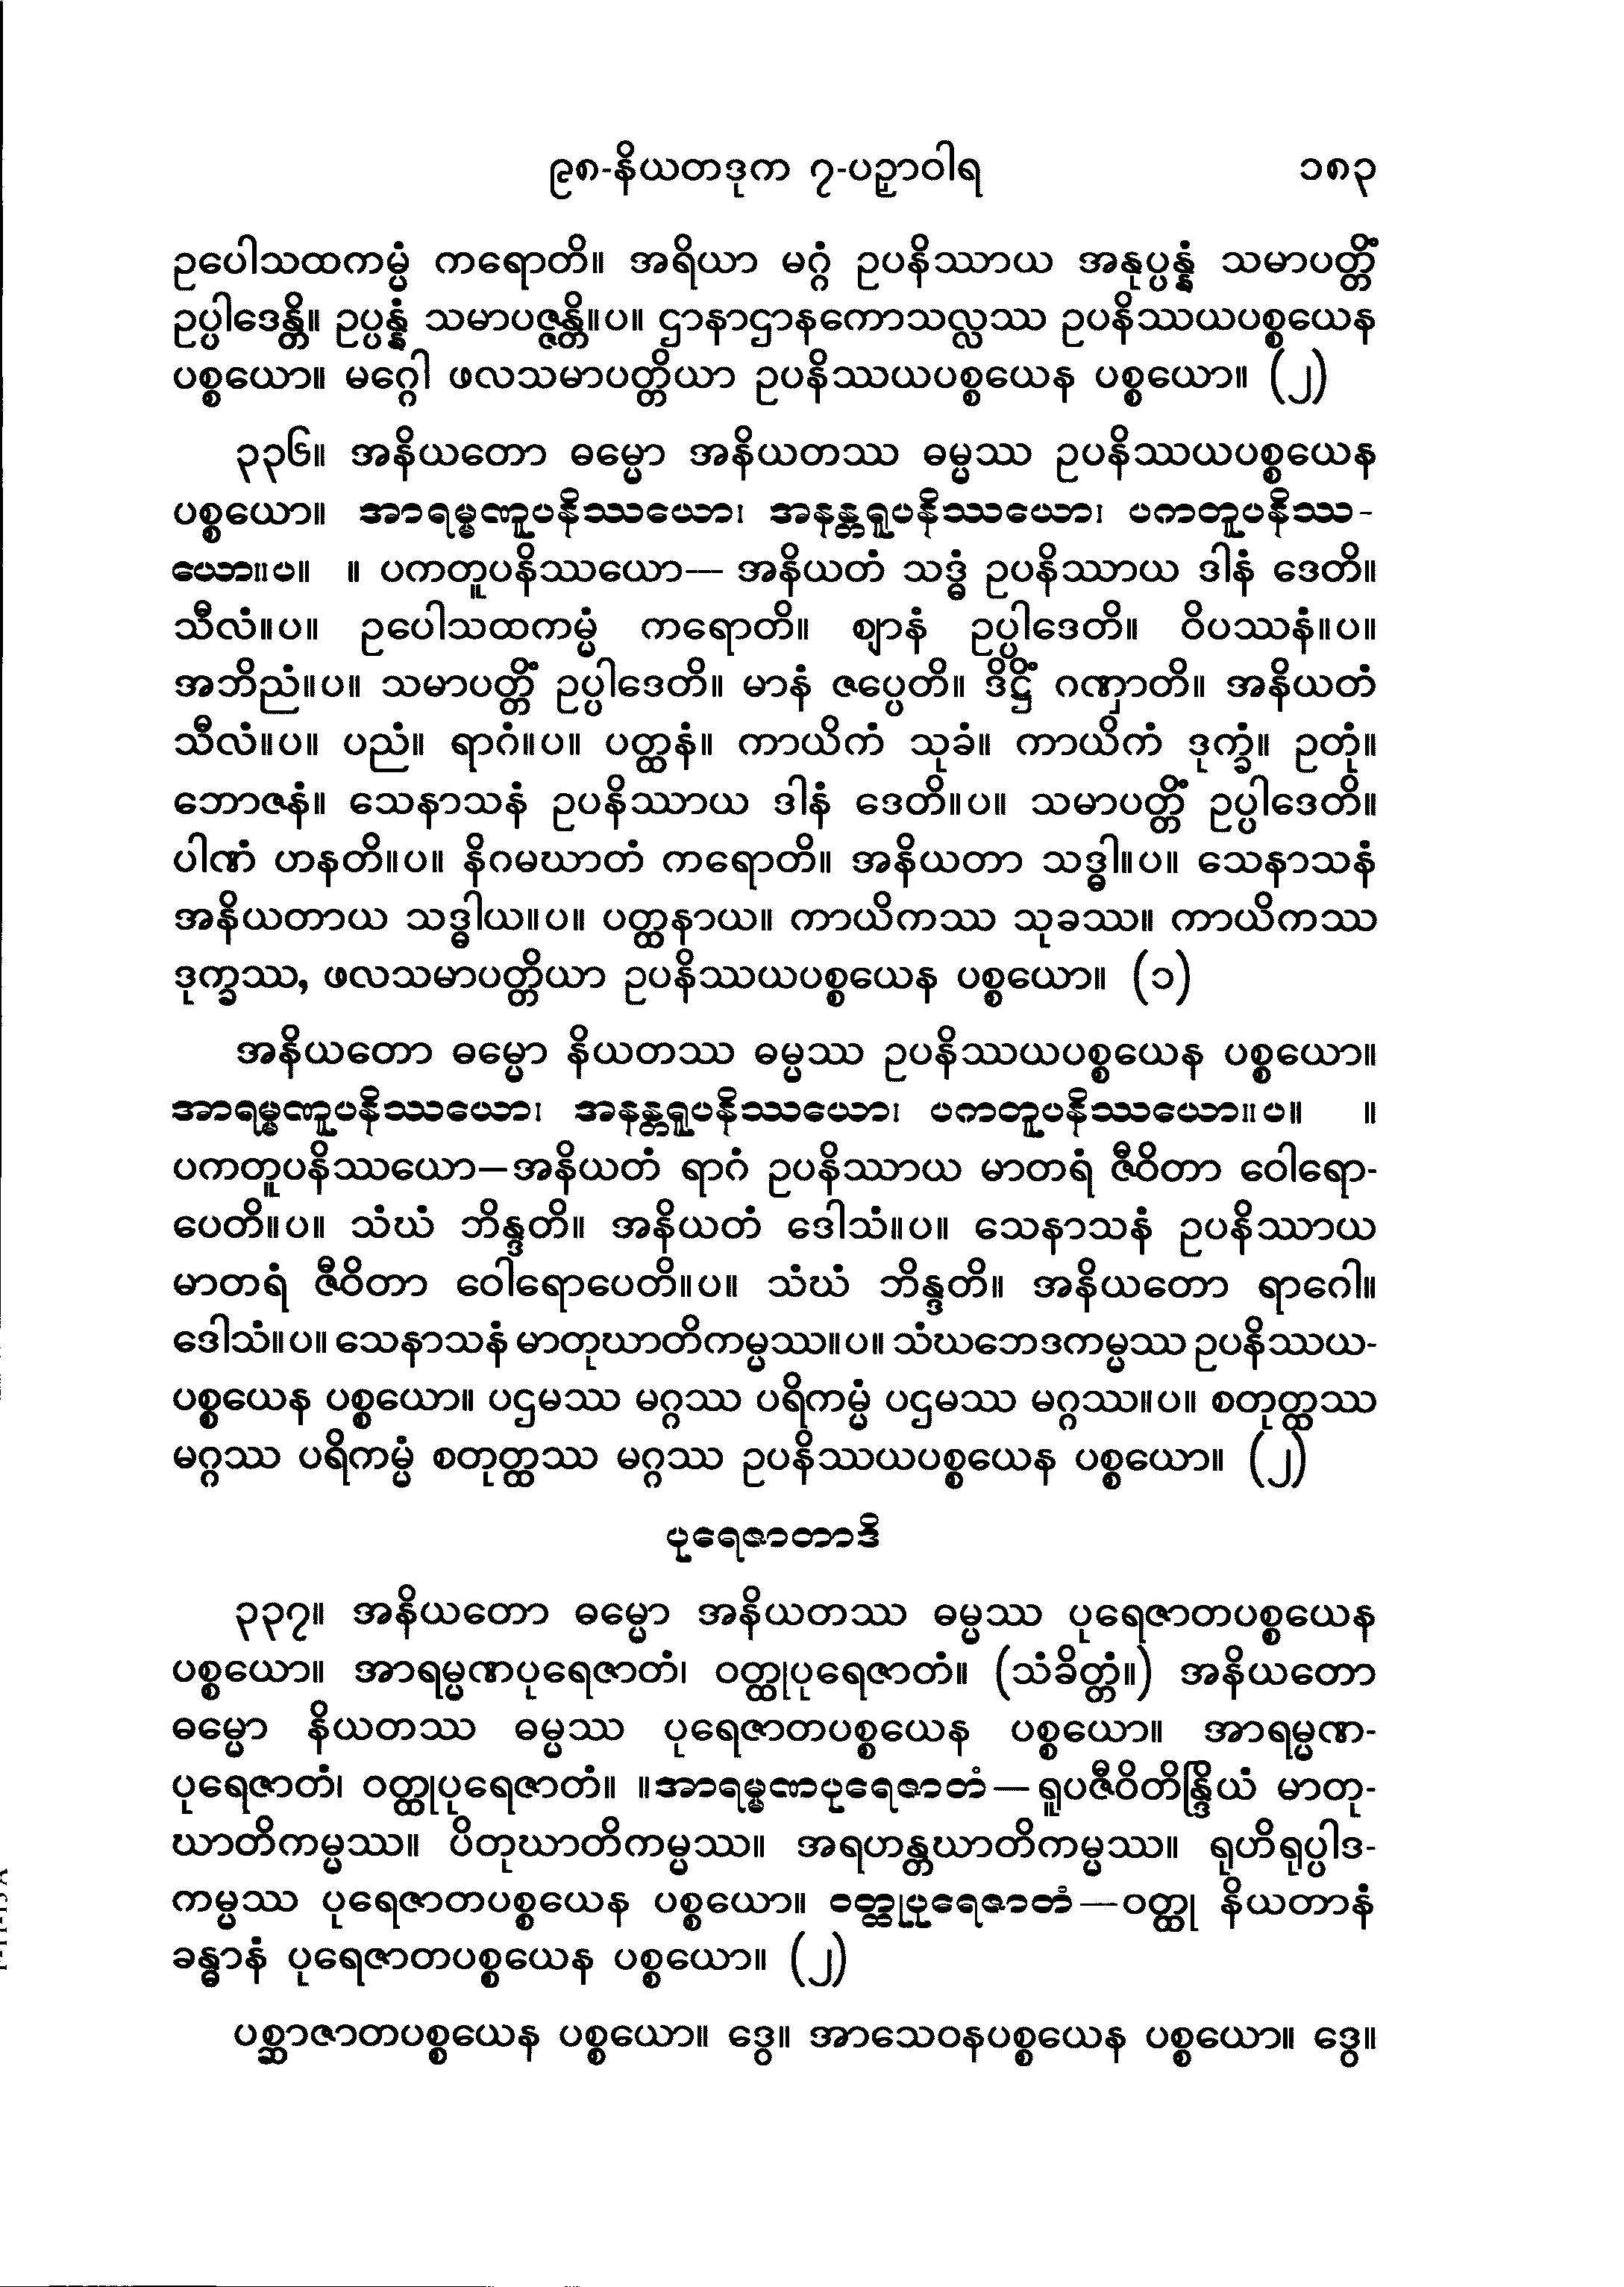 ၉၈-နိယတဒုက ၇-ပဉှာဝါရ ၁၈၃
ဥပေါသထကမ္မံ ကရောတိ။ အရိယာ မဂ္ဂံ ဥပနိဿာယ အနုပ္ပန္နံ သမာပတ္တိံ
ဥပ္ပါဒေန္တိ။ ဥပ္ပန္နံ သမာပဇ္ဇန္တိ။ပ။ ဌာနာဌာနကောသလ္လဿ ဥပနိဿယပစ္စယေန
ပစ္စယော။ မဂ္ဂေါ ဖလသမာပတ္တိယာ ဥပနိဿယပစ္စယေန ပစ္စယော။ (၂)
၃၃၆။ အနိယတော ဓမ္မော အနိယတဿ ဓမ္မဿ ဥပနိဿယပစ္စယေန
ပစ္စယော။ အာရမ္မဏူပနိဿယော၊ အနန္တရူပနိဿယော၊ ပကတူပနိဿ-
ယော။ပ။ ။ ပကတူပနိဿယော— အနိယတံ သဒ္ဓံ ဥပနိဿာယ ဒါနံ ဒေတိ။
သီလံ။ပ။ ဥပေါသထကမ္မံ ကရောတိ။ ဈာနံ ဥပ္ပါဒေတိ။ ဝိပဿနံ။ပ။
အဘိညံ။ပ။ သမာပတ္တိံ ဥပ္ပါဒေတိ။ မာနံ ဇပ္ပေတိ။ ဒိဋ္ဌိံ ဂဏှာတိ။ အနိယတံ
သီလံ။ပ။ ပညံ။ ရာဂံ။ပ။ ပတ္ထနံ။ ကာယိကံ သုခံ။ ကာယိကံ ဒုက္ခံ။ ဥတုံ။
ဘောဇနံ။ သေနာသနံ ဥပနိဿာယ ဒါနံ ဒေတိ။ပ။ သမာပတ္တိံ ဥပ္ပါဒေတိ။
ပါဏံ ဟနတိ။ပ။ နိဂမဃာတံ ကရောတိ။ အနိယတာ သဒ္ဓါ။ပ။ သေနာသနံ
အနိယတာယ သဒ္ဓါယ။ပ။ ပတ္ထနာယ။ ကာယိကဿ သုခဿ။ ကာယိကဿ
ဒုက္ခဿ, ဖလသမာပတ္တိယာ ဥပနိဿယပစ္စယေန ပစ္စယော။ (၁)
အနိယတော ဓမ္မော နိယတဿ ဓမ္မဿ ဥပနိဿယပစ္စယေန ပစ္စယော။
အာရမ္မဏူပနိဿယော၊ အနန္တရူပနိဿယော၊ ပကတူပနိဿယော။ပ။ ။
ပကတူပနိဿယော—အနိယတံ ရာဂံ ဥပနိဿာယ မာတရံ ဇီဝိတာ ဝေါရော-
ပေတိ။ပ။ သံဃံ ဘိန္ဒတိ။ အနိယတံ ဒေါသံ။ပ။ သေနာသနံ ဥပနိဿာယ
မာတရံ ဇီဝိတာ ဝေါရောပေတိ။ပ။ သံဃံ ဘိန္ဒတိ။ အနိယတော ရာဂေါ။
ဒေါသံ။ပ။ သေနာသနံ မာတုဃာတိကမ္မဿ။ပ။ သံဃဘေဒကမ္မဿ ဥပနိဿယ-
ပစ္စယေန ပစ္စယော။ ပဌမဿ မဂ္ဂဿ ပရိကမ္မံ ပဌမဿ မဂ္ဂဿ။ပ။ စတုတ္ထဿ
မဂ္ဂဿ ပရိကမ္မံ စတုတ္ထဿ မဂ္ဂဿ ဥပနိဿယပစ္စယေန ပစ္စယော။ (၂)
ပုရေဇာတာဒိ
၃၃၇။ အနိယတော ဓမ္မော အနိယတဿ ဓမ္မဿ ပုရေဇာတပစ္စယေန
ပစ္စယော။ အာရမ္မဏပုရေဇာတံ၊ ဝတ္ထုပုရေဇာတံ။ (သံခိတ္တံ။) အနိယတော
ဓမ္မော နိယတဿ ဓမ္မဿ ပုရေဇာတပစ္စယေန ပစ္စယော။ အာရမ္မဏ-
ပုရေဇာတံ၊ ဝတ္ထုပုရေဇာတံ။ ။အာရမ္မဏပုရေဇာတံ—ရူပဇီဝိတိန္ဒြိယံ မာတု-
ဃာတိကမ္မဿ။ ပိတုဃာတိကမ္မဿ။ အရဟန္တဃာတိကမ္မဿ။ ရုဟိရုပ္ပါဒ-
ကမ္မဿ ပုရေဇာတပစ္စယေန ပစ္စယော။ ဝတ္ထုပုရေဇာတံ—ဝတ္ထု နိယတာနံ
ခန္ဓာနံ ပုရေဇာတပစ္စယေန ပစ္စယော။ (၂)
ပစ္ဆာဇာတပစ္စယေန ပစ္စယော။ ဒွေ။ အာသေဝနပစ္စယေန ပစ္စယော။ ဒွေ။